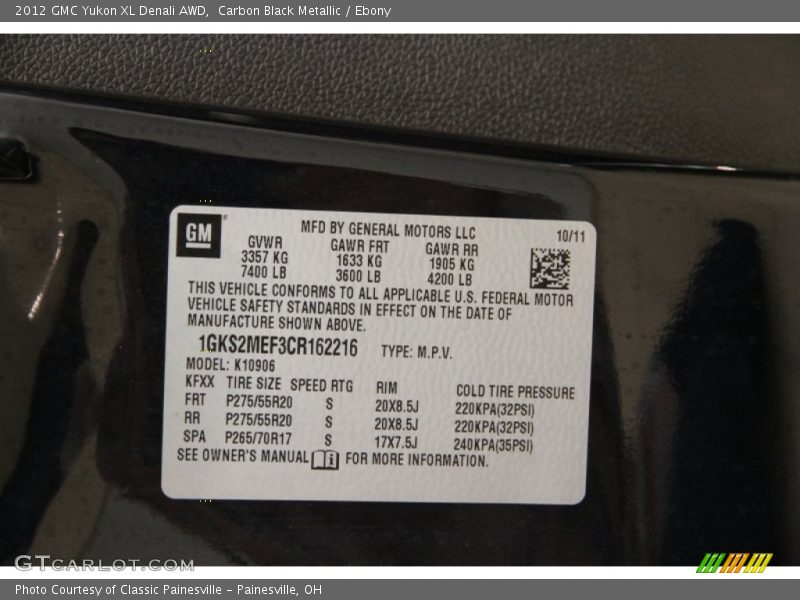 2012 GMC Yukon XL Denali AWD,  Carbon Black Metallic / Ebony
GM
MFD BY GENERAL MOTORS LLC
10/11
GVWR GAWR FRT GAWR RR
3357 KG 1633 KG 1905 KG
7400 LB 3600 LB 4200 LB
THIS VEHICLE CONFORMS TO ALL APPLICABLE U.S. FEDERAL MOTOR
VEHICLE SAFETY STANDARDS IN EFFECT ON THE DATE OF
MANUFACTURE SHOWN ABOVE.
1GKS2MEF3CR162216 TYPE: M.P.V.
MODEL: K10906
KFXX TIRE SIZE SPEED RTG RIM COLD TIRE PRESSURE
FRT P275/55R20 S 20X8.5J 220KPA(32PSI)
RR P275/55R20 S 20X8.5J 220KPA(32PSI)
SPA P265/70R17 S 17X7.5J 240KPA(35PSI)
SEE OWNER'S MANUAL i FOR MORE INFORMATION.
GTCARLOT.COM
Photo Courtesy of Classic Painesville – Painesville, OH